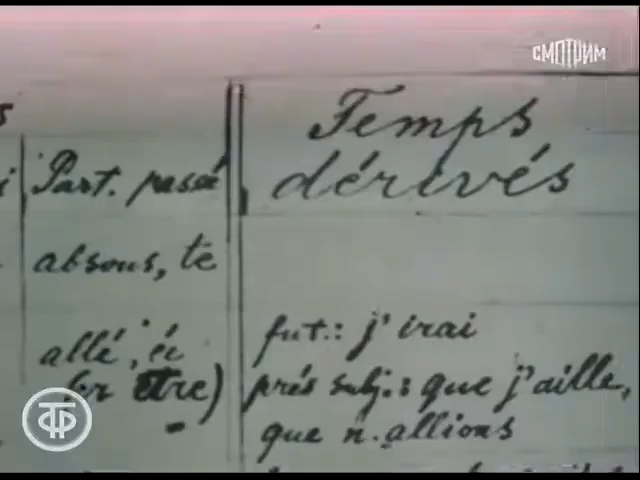 СМОТРИМ
Temps
dérivés
Part. passé
absous, te
allé, ée
être)
fut.: j'irai
prés subj.: que j'aille,
que n. allions